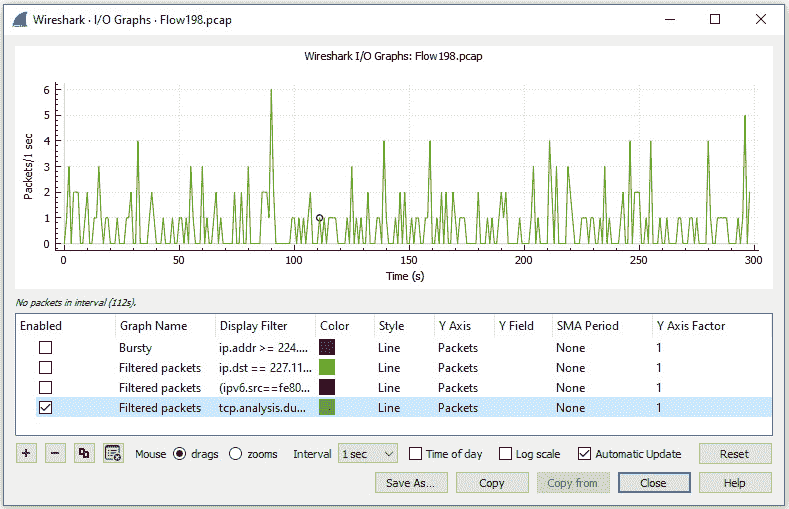 Wireshark · I/O Graphs · Flow198.pcap
Wireshark I/O Graphs: Flow198.pcap
6
5
4
3
2
1
0
Packets/1 sec
0 50 100 150 200 250 300
Time (s)
No packets in interval (112s).
Enabled Graph Name Display Filter Color Style Y Axis Y Field SMA Period Y Axis Factor
Bursty ip.addr >= 224.... Line Packets None 1
Filtered packets ip.dst == 227.11... Line Packets None 1
Filtered packets (ipv6.src==fe80... Line Packets None 1
Filtered packets tcp.analysis.du... Line Packets None 1
+ − Mouse drags zooms Interval 1 sec Time of day Log scale Automatic Update Reset
Save As... Copy Copy from Close Help